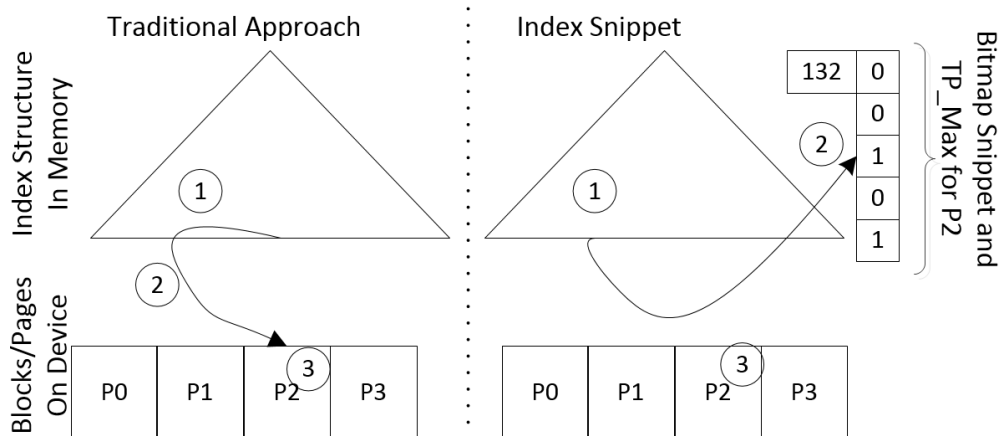 Traditional Approach
Index Structure
In Memory
1
2
Blocks/Pages
On Device
P0 P1 P2 P3
3
Index Snippet
132 0
0
1
0
1
1
2
Bitmap Snippet and
TP_Max for P2
P0 P1 P2 P3
3